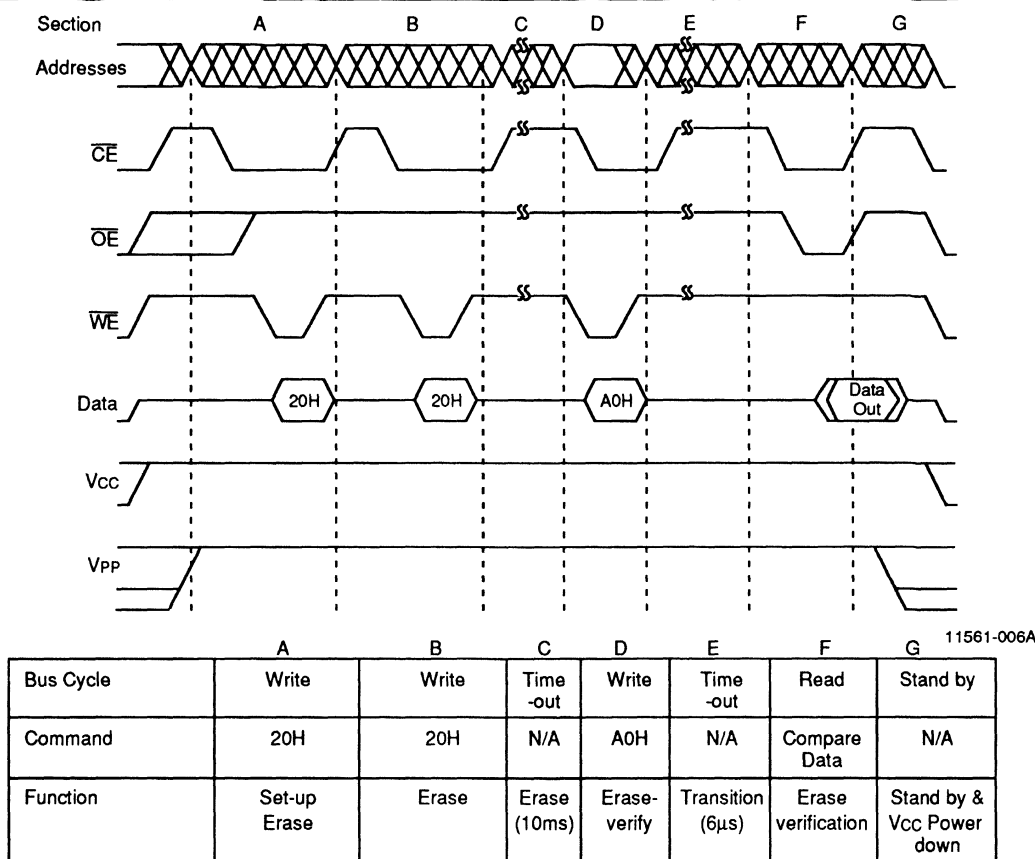 Section A B C D E F G
Addresses
CE
OE
WE
Data 20H 20H A0H Data
Out
Vcc
VPP
11561-006A
A B C D E F G
Bus Cycle Write Write Time
-out Write Time
-out Read Stand by
Command 20H 20H N/A A0H N/A Compare
Data N/A
Function Set-up
Erase Erase Erase
(10ms) Erase-
verify Transition
(6μs) Erase
verification Stand by &
Vcc Power
down